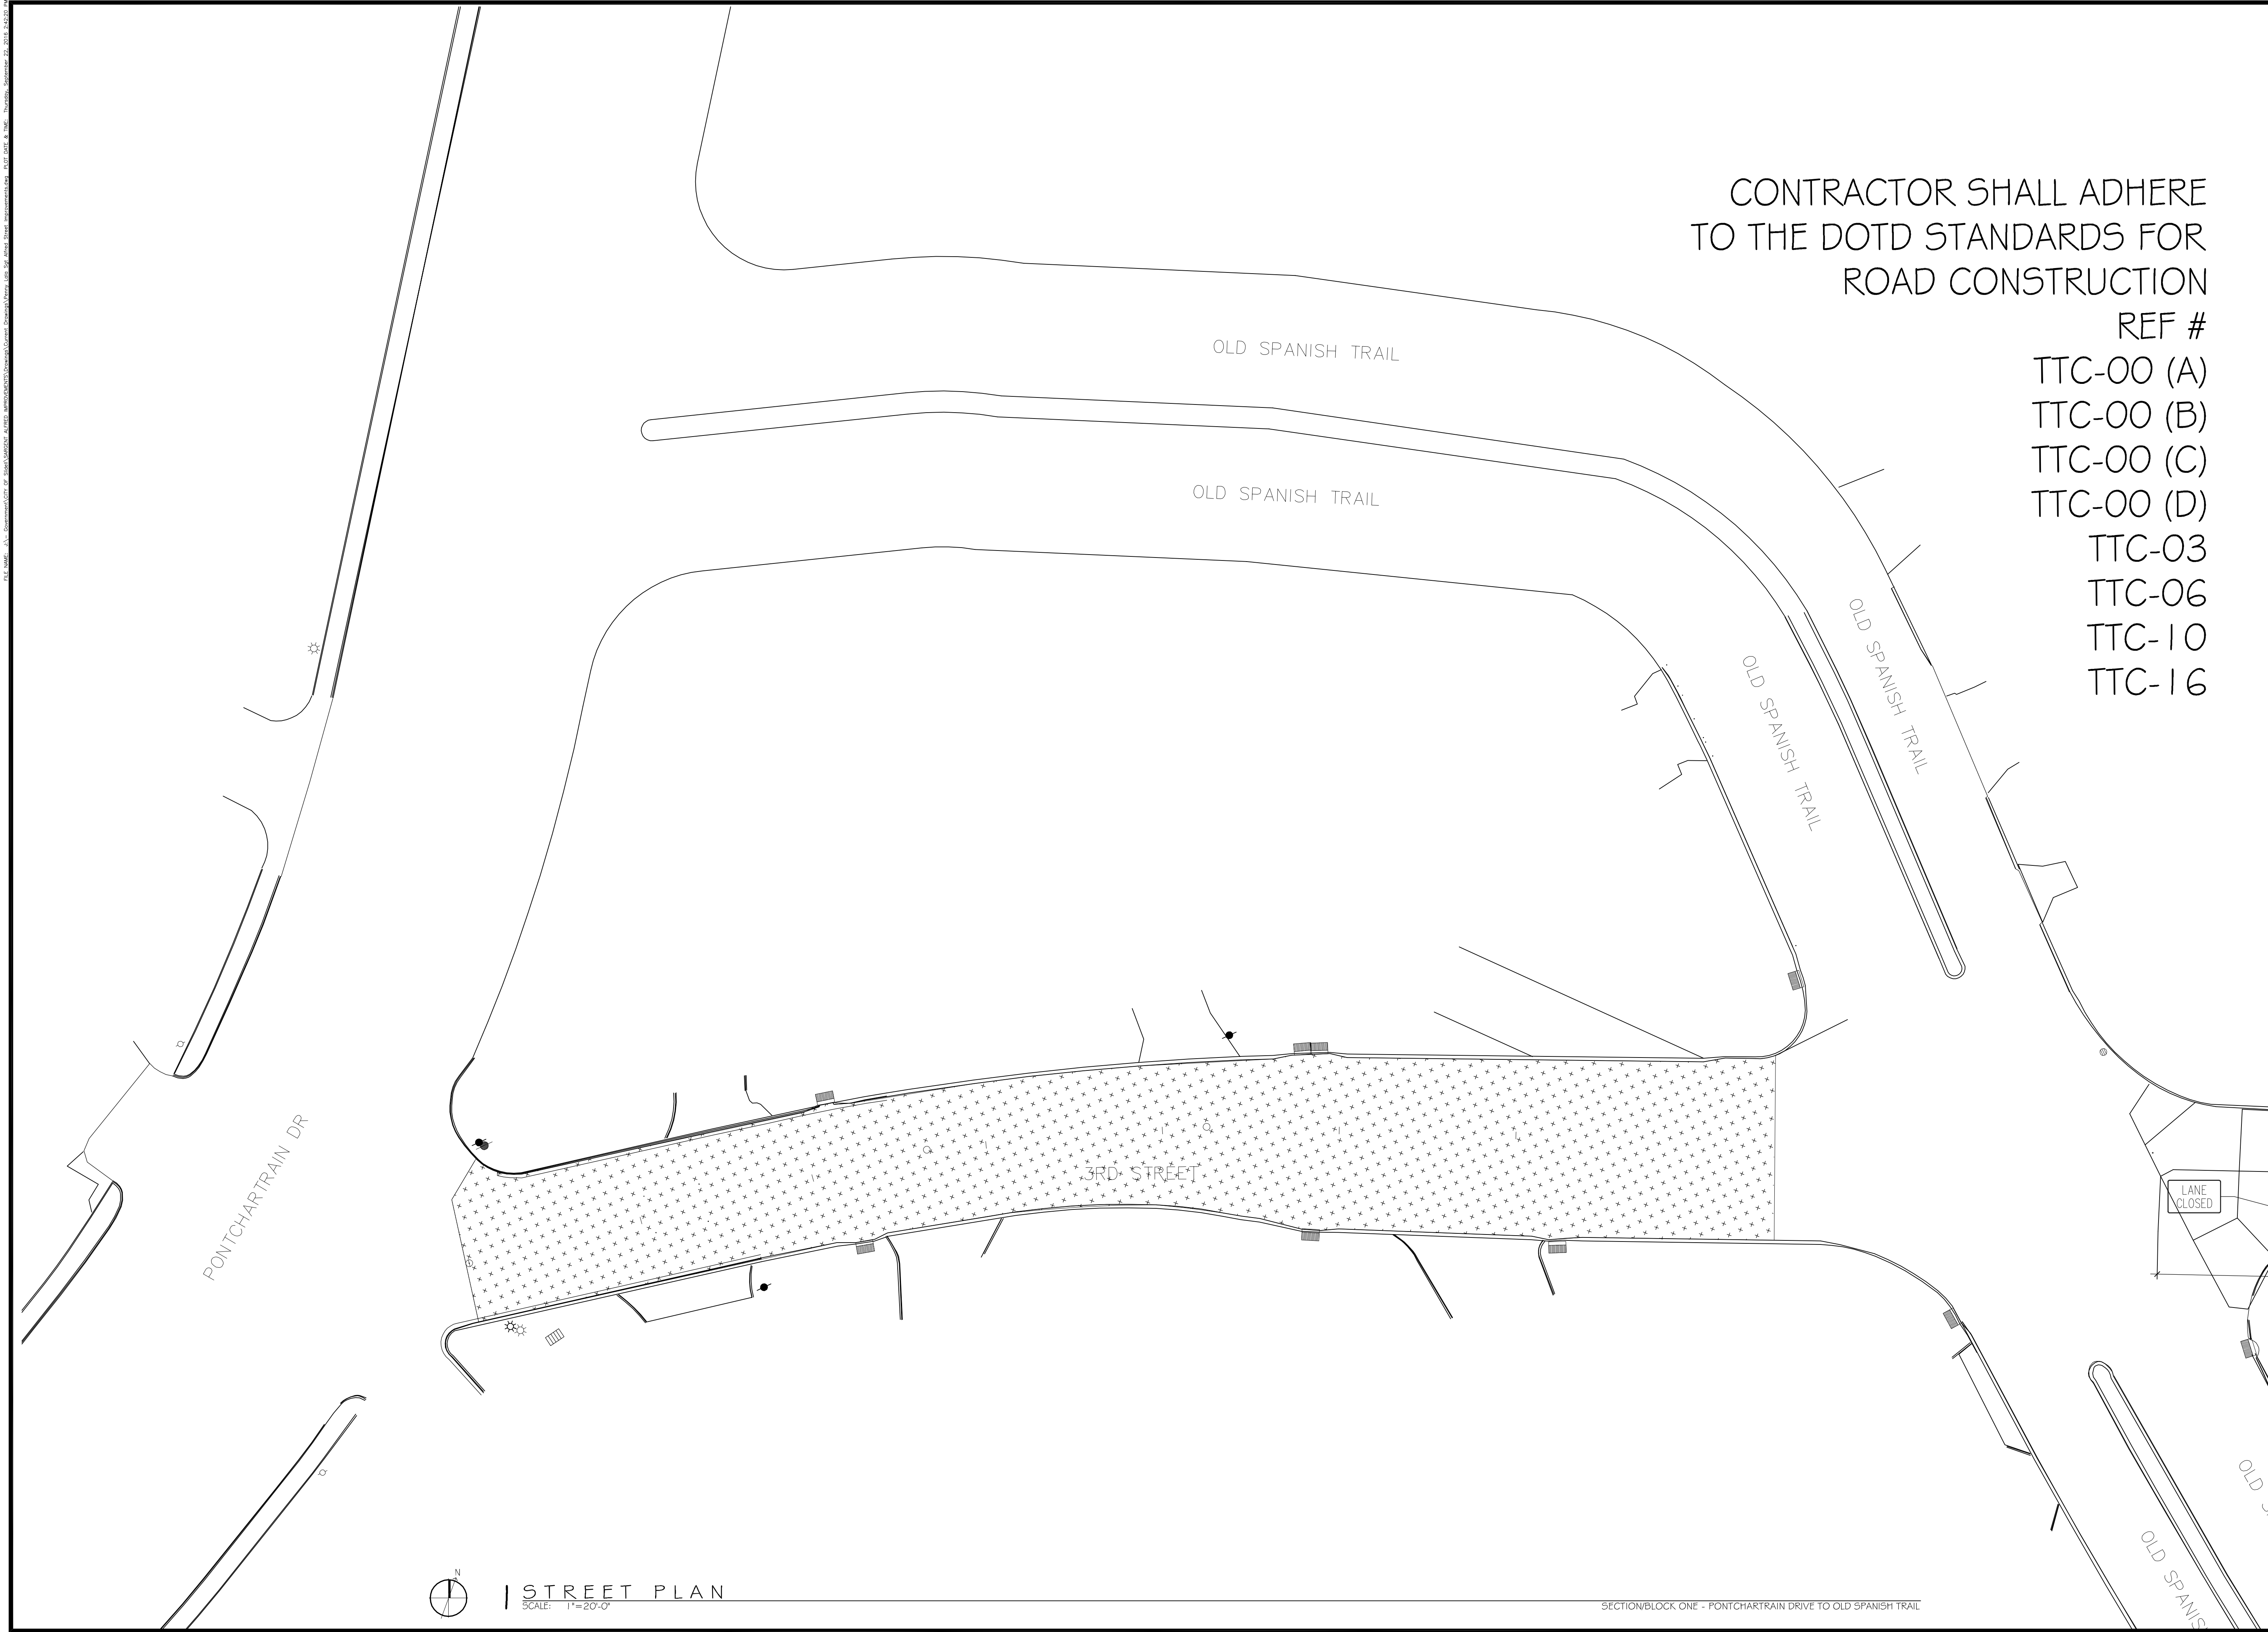 CONTRACTOR SHALL ADHERE
TO THE DOTD STANDARDS FOR
ROAD CONSTRUCTION
REF #
TTC-00 (A)
TTC-00 (B)
TTC-00 (C)
TTC-00 (D)
TTC-03
TTC-06
TTC-10
TTC-16
OLD SPANISH TRAIL
OLD SPANISH TRAIL
OLD SPANISH TRAIL
OLD SPANISH TRAIL
PONTCHARTRAIN DR
3RD STREET
LANE
CLOSED
OLD
OLD SPANIS
N
1 STREET PLAN
SCALE: 1"=20'-0"
SECTION/BLOCK ONE - PONTCHARTRAIN DRIVE TO OLD SPANISH TRAIL